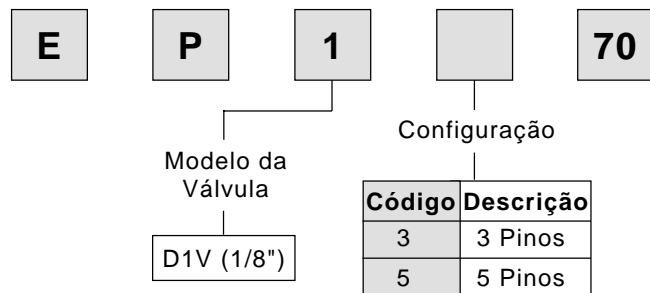 E P 1 70
Configuração
Modelo da
Válvula
D1V (1/8")
Código Descrição
3 3 Pinos
5 5 Pinos